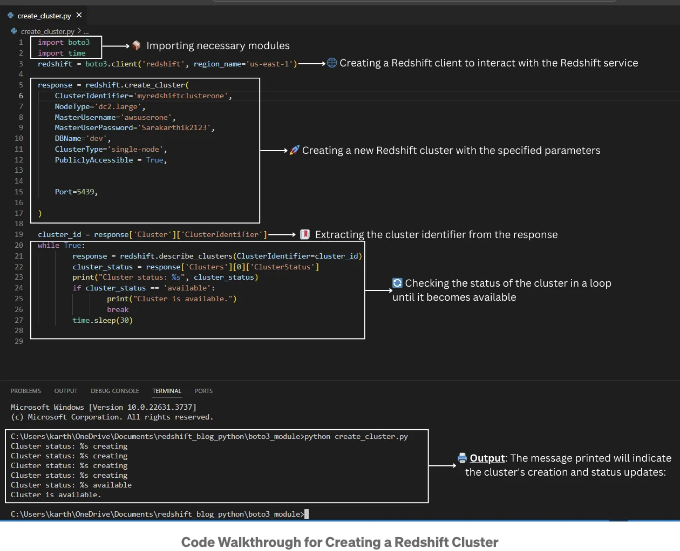 create_cluster.py ×
create_cluster.py > ...
1 import boto3
2 import time
Importing necessary modules
3 redshift = boto3.client('redshift', region_name='us-east-1')
Creating a Redshift client to interact with the Redshift service
4
5 response = redshift.create_cluster(
6 ClusterIdentifier='myredshiftclusterone',
7 NodeType='dc2.large',
8 MasterUsername='awsuserone',
9 MasterUserPassword='Sarakarthik2123',
10 DBName='dev',
11 ClusterType='single-node',
12 PubliclyAccessible = True,
13
14
15 Port=5439,
16
17 )
Creating a new Redshift cluster with the specified parameters
18
19 cluster_id = response['Cluster']['ClusterIdentifier']
Extracting the cluster identifier from the response
20 while True:
21 response = redshift.describe_clusters(ClusterIdentifier=cluster_id)
22 cluster_status = response['Clusters'][0]['ClusterStatus']
23 print("Cluster status: %s", cluster_status)
24 if cluster_status == 'available':
25 print("Cluster is available.")
26 break
27 time.sleep(30)
28
29
Checking the status of the cluster in a loop
until it becomes available
PROBLEMS OUTPUT DEBUG CONSOLE TERMINAL PORTS
Microsoft Windows [Version 10.0.22631.3737]
(c) Microsoft Corporation. All rights reserved.
C:\Users\karth\OneDrive\Documents\redshift_blog_python\boto3_module>python create_cluster.py
Cluster status: %s creating
Cluster status: %s creating
Cluster status: %s creating
Cluster status: %s creating
Cluster status: %s available
Cluster is available.
Output: The message printed will indicate
the cluster's creation and status updates:
C:\Users\karth\OneDrive\Documents\redshift_blog_python\boto3_module>
Code Walkthrough for Creating a Redshift Cluster